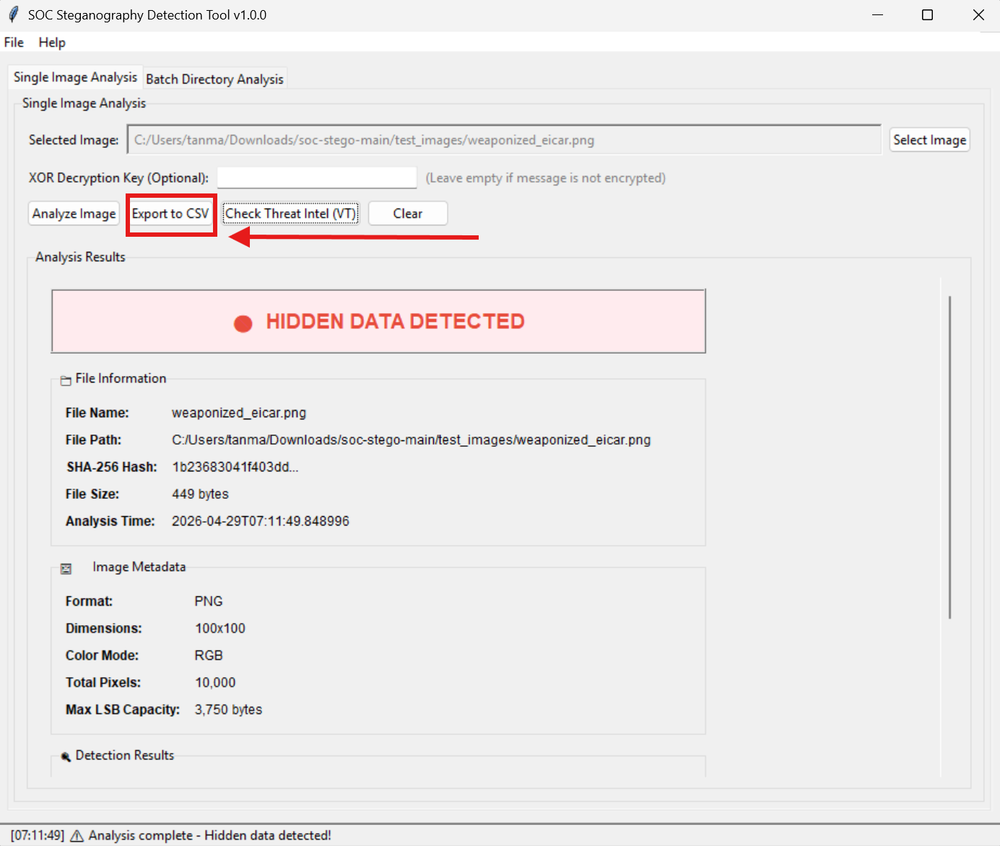 SOC Steganography Detection Tool v1.0.0
File Help
Single Image Analysis Batch Directory Analysis
Single Image Analysis
Selected Image: C:/Users/tanma/Downloads/soc-stego-main/test_images/weaponized_eicar.png Select Image
XOR Decryption Key (Optional): (Leave empty if message is not encrypted)
Analyze Image Export to CSV Check Threat Intel (VT) Clear
Analysis Results
HIDDEN DATA DETECTED
File Information
File Name: weaponized_eicar.png
File Path: C:/Users/tanma/Downloads/soc-stego-main/test_images/weaponized_eicar.png
SHA-256 Hash: 1b23683041f403dd...
File Size: 449 bytes
Analysis Time: 2026-04-29T07:11:49.848996
Image Metadata
Format: PNG
Dimensions: 100x100
Color Mode: RGB
Total Pixels: 10,000
Max LSB Capacity: 3,750 bytes
Detection Results
[07:11:49] ⚠ Analysis complete - Hidden data detected!